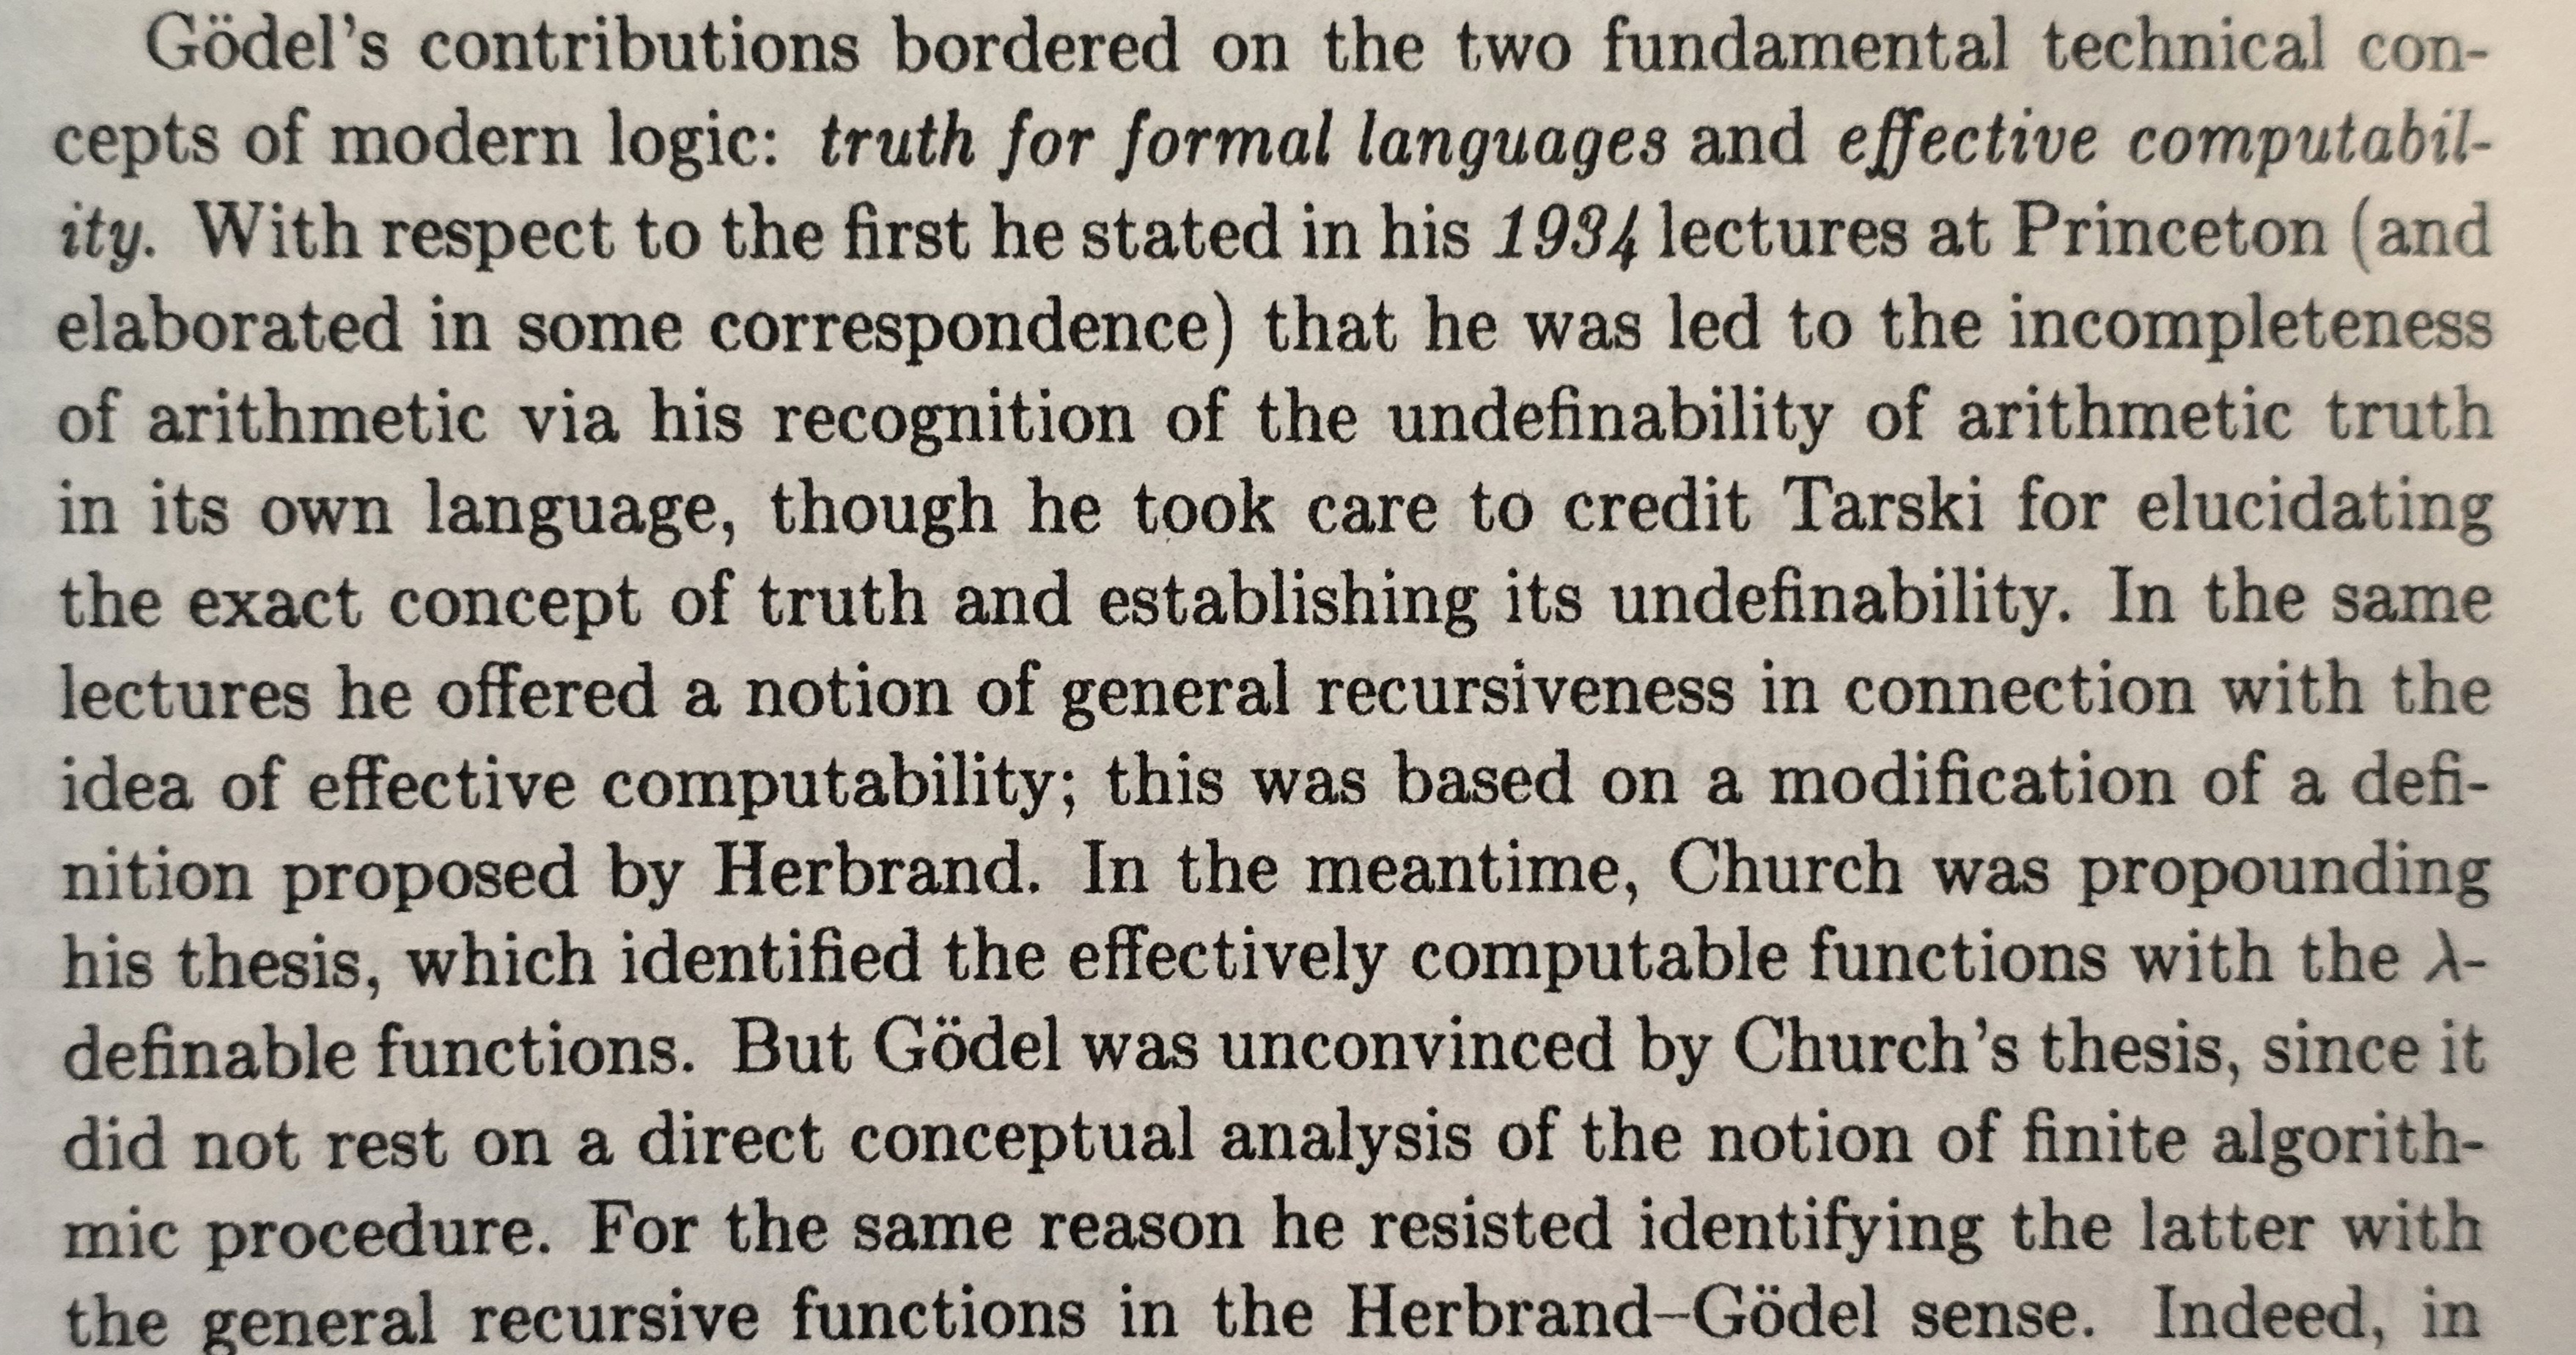 Gödel's contributions bordered on the two fundamental technical con-
cepts of modern logic: truth for formal languages and effective computabil-
ity. With respect to the first he stated in his 1934 lectures at Princeton (and
elaborated in some correspondence) that he was led to the incompleteness
of arithmetic via his recognition of the undefinability of arithmetic truth
in its own language, though he took care to credit Tarski for elucidating
the exact concept of truth and establishing its undefinability. In the same
lectures he offered a notion of general recursiveness in connection with the
idea of effective computability; this was based on a modification of a defi-
nition proposed by Herbrand. In the meantime, Church was propounding
his thesis, which identified the effectively computable functions with the λ-
definable functions. But Gödel was unconvinced by Church's thesis, since it
did not rest on a direct conceptual analysis of the notion of finite algorith-
mic procedure. For the same reason he resisted identifying the latter with
the general recursive functions in the Herbrand–Gödel sense. Indeed, in